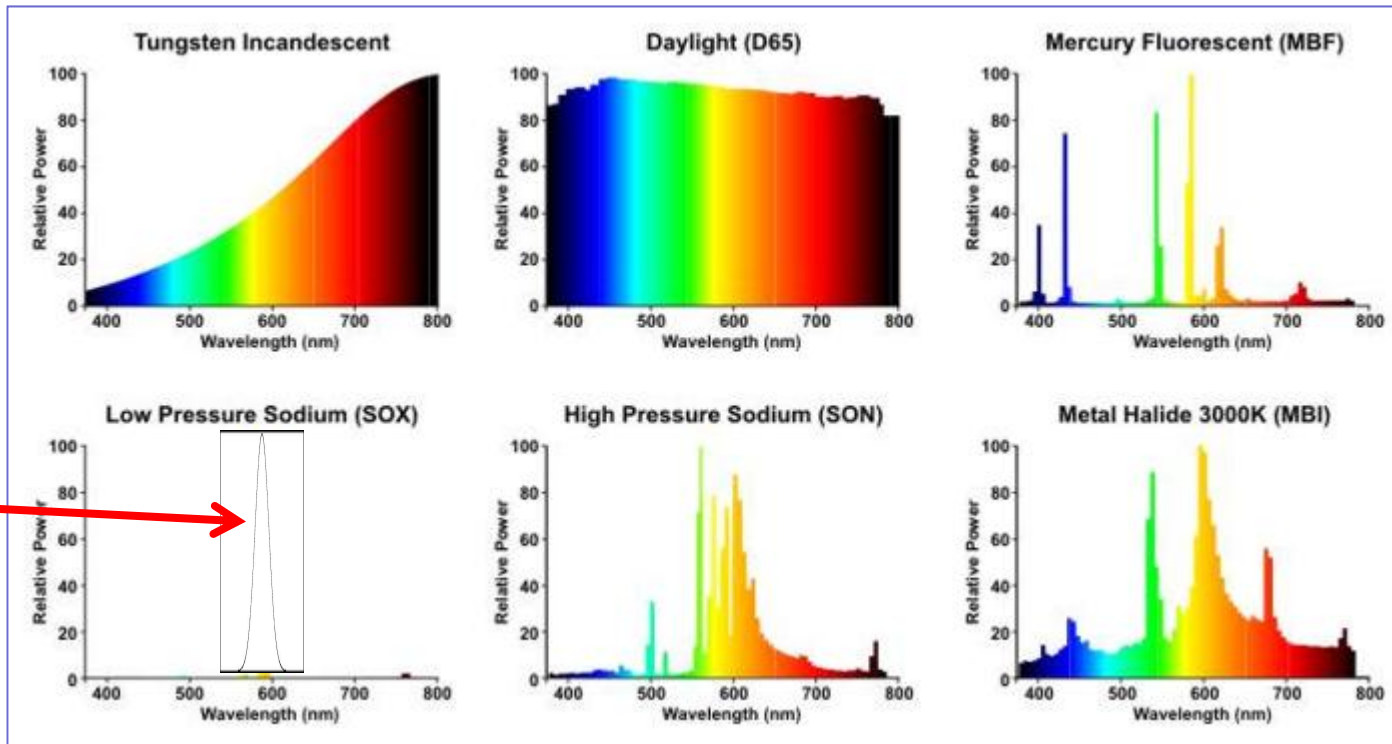 Tungsten Incandescent
100
80
60
40
20
0
Relative Power
400 500 600 700 800
Wavelength (nm)
Daylight (D65)
100
80
60
40
20
0
Relative Power
400 500 600 700 800
Wavelength (nm)
Mercury Fluorescent (MBF)
100
80
60
40
20
0
Relative Power
400 500 600 700 800
Wavelength (nm)
Low Pressure Sodium (SOX)
100
80
60
40
20
0
Relative Power
400 500 600 700 800
Wavelength (nm)
High Pressure Sodium (SON)
100
80
60
40
20
0
Relative Power
400 500 600 700 800
Wavelength (nm)
Metal Halide 3000K (MBI)
100
80
60
40
20
0
Relative Power
400 500 600 700 800
Wavelength (nm)